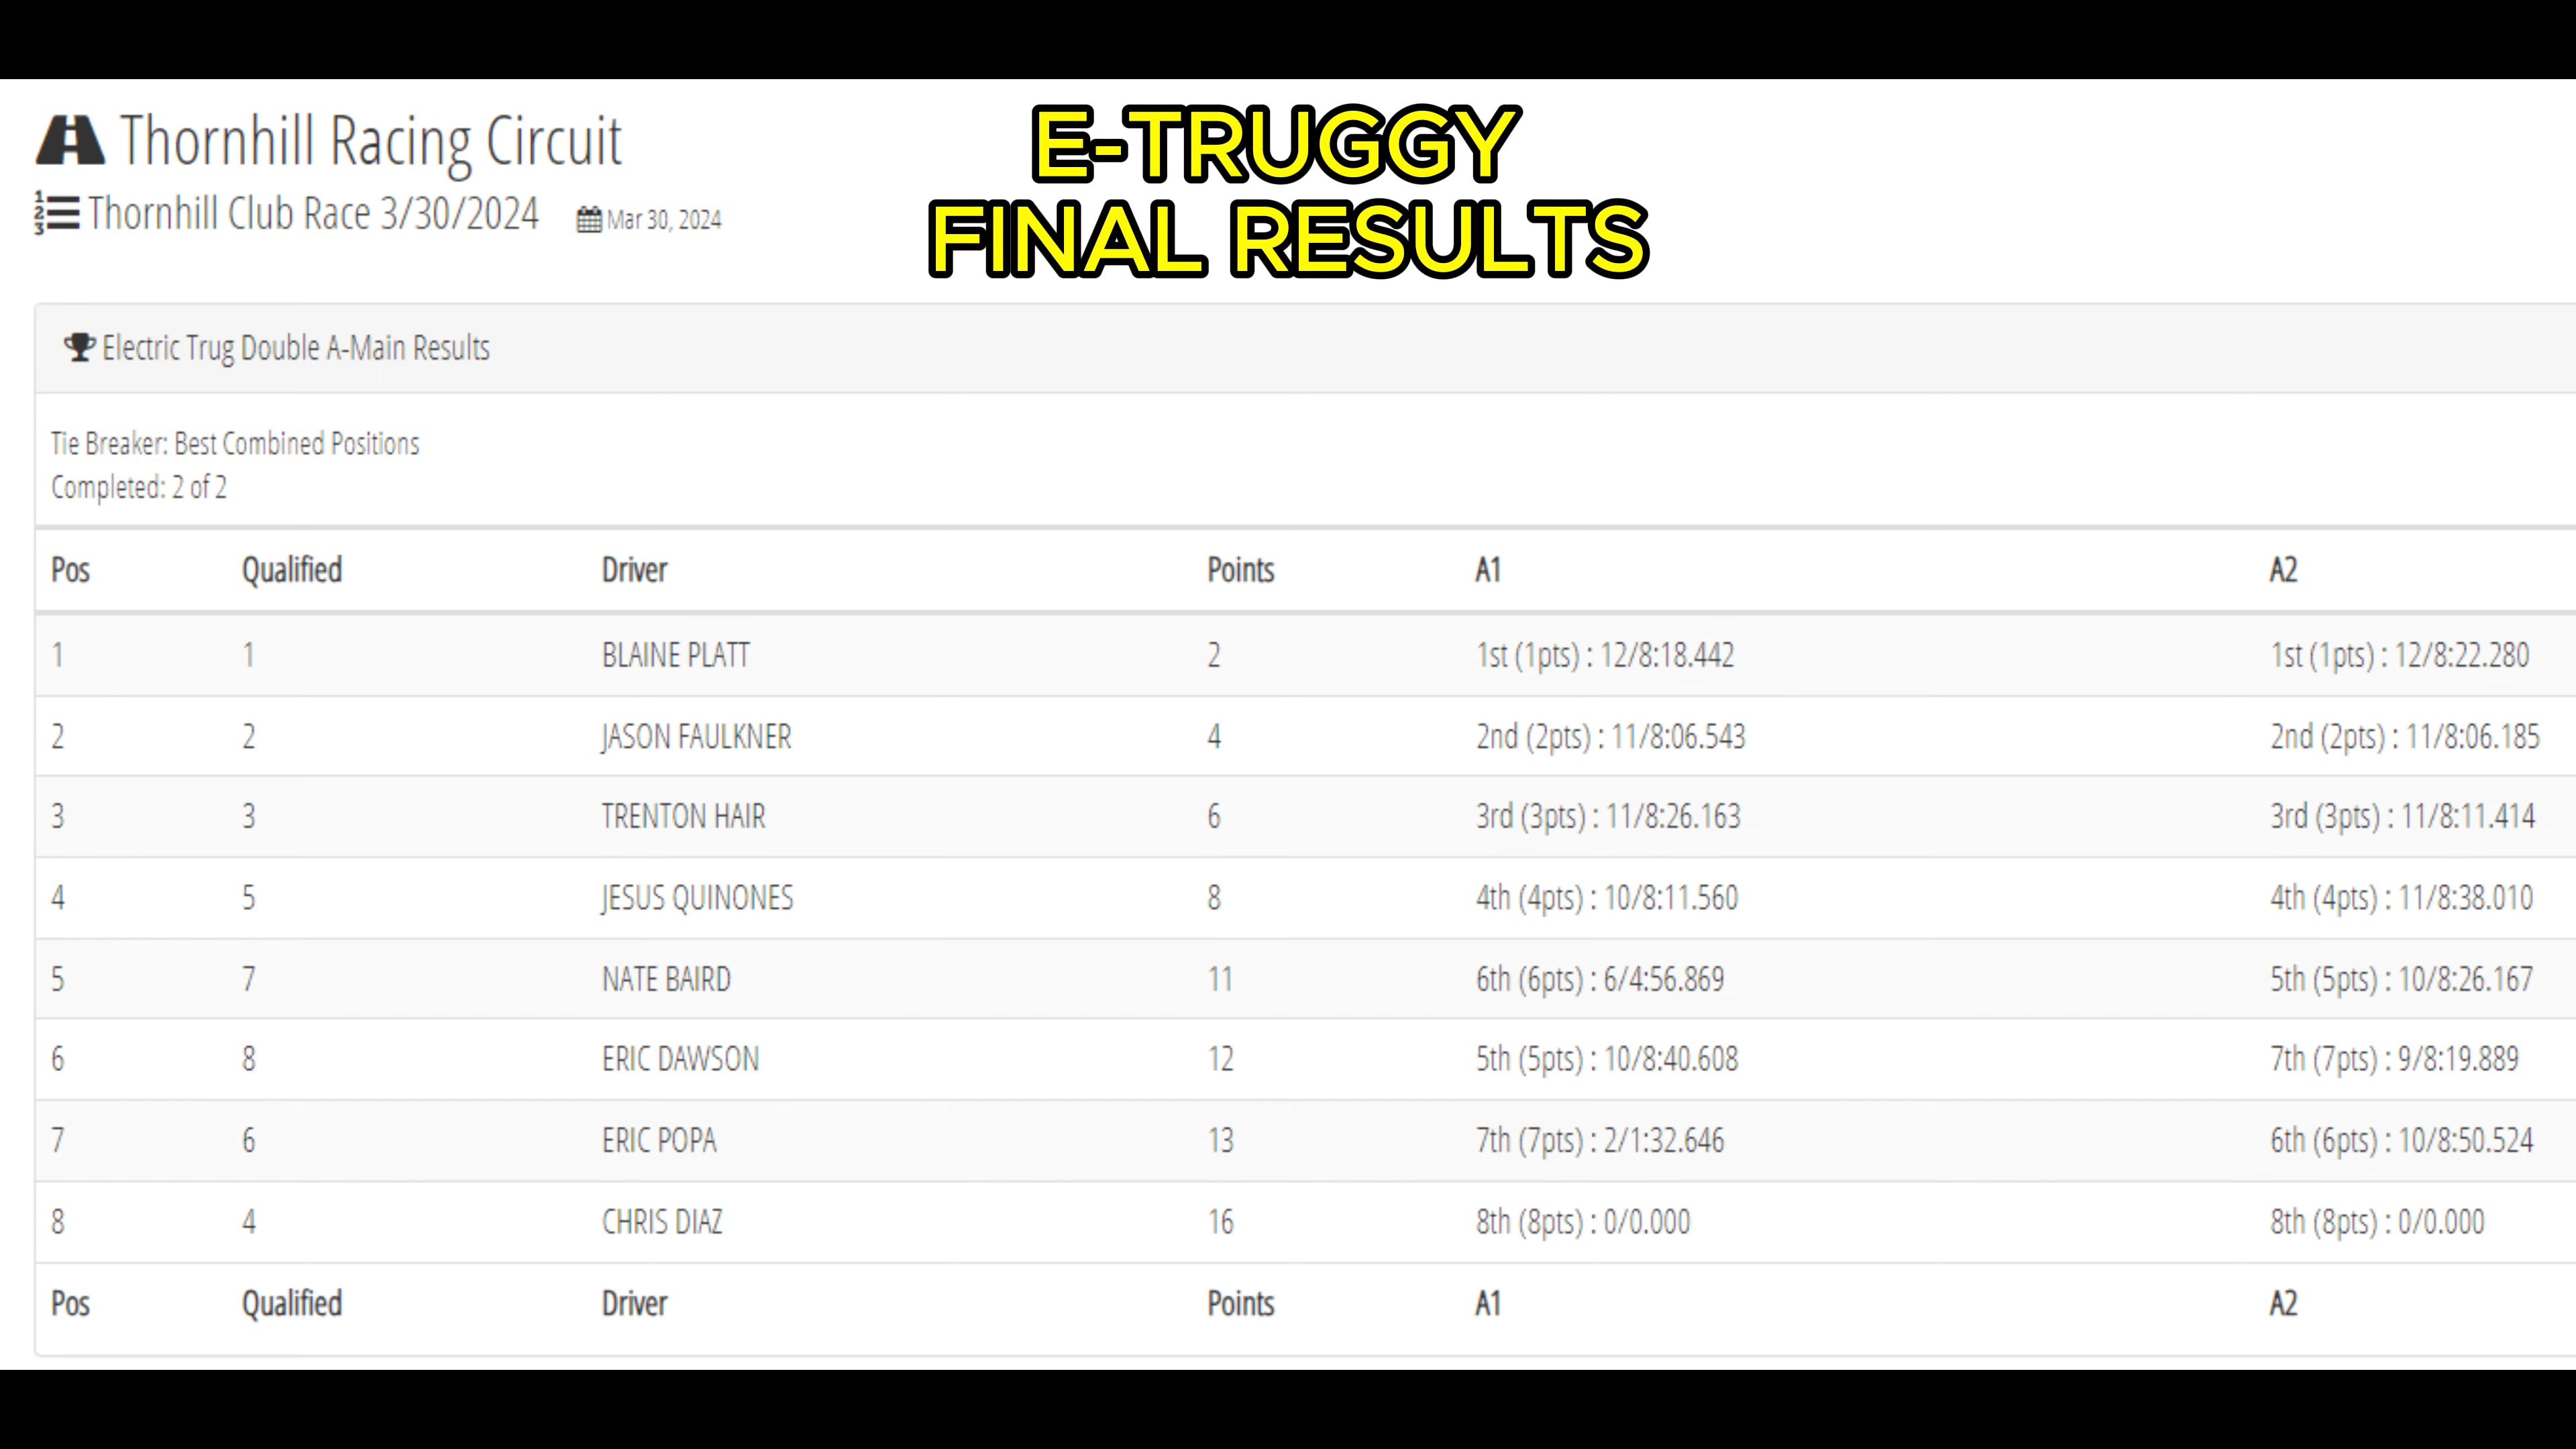 Thornhill Racing Circuit
E-TRUGGY
Thornhill Club Race 3/30/2024 Mar 30, 2024
FINAL RESULTS
Electric Trug Double A-Main Results
Tie Breaker: Best Combined Positions
Completed: 2 of 2
Pos Qualified Driver Points A1 A2
1 1 BLAINE PLATT 2 1st (1pts) : 12/8:18.442 1st (1pts) : 12/8:22.280
2 2 JASON FAULKNER 4 2nd (2pts) : 11/8:06.543 2nd (2pts) : 11/8:06.185
3 3 TRENTON HAIR 6 3rd (3pts) : 11/8:26.163 3rd (3pts) : 11/8:11.414
4 5 JESUS QUINONES 8 4th (4pts) : 10/8:11.560 4th (4pts) : 11/8:38.010
5 7 NATE BAIRD 11 6th (6pts) : 6/4:56.869 5th (5pts) : 10/8:26.167
6 8 ERIC DAWSON 12 5th (5pts) : 10/8:40.608 7th (7pts) : 9/8:19.889
7 6 ERIC POPA 13 7th (7pts) : 2/1:32.646 6th (6pts) : 10/8:50.524
8 4 CHRIS DIAZ 16 8th (8pts) : 0/0.000 8th (8pts) : 0/0.000
Pos Qualified Driver Points A1 A2